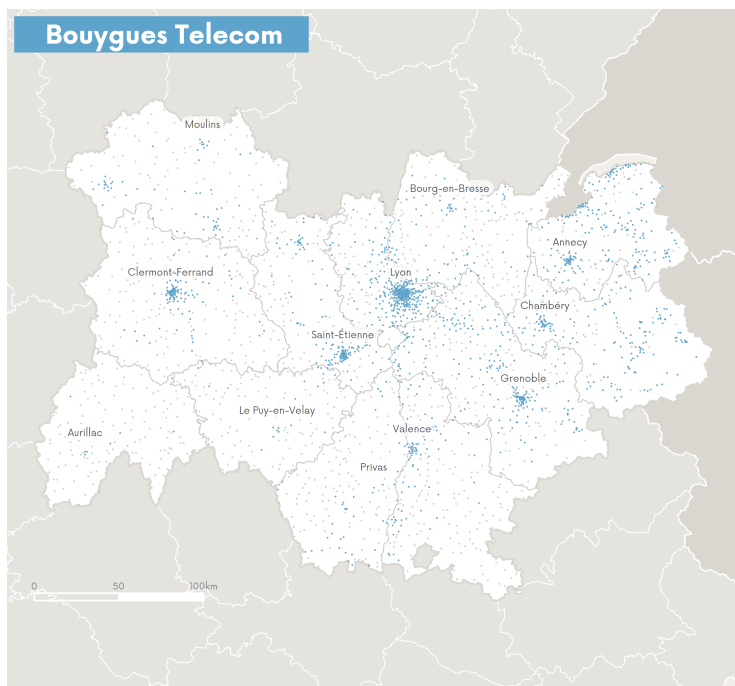 Bouygues Telecom
Moulins
Bourg-en-Bresse
Annecy
Clermont-Ferrand
Lyon
Chambéry
Saint-Étienne
Grenoble
Le Puy-en-Velay
Aurillac
Valence
Privas
0 50 100km